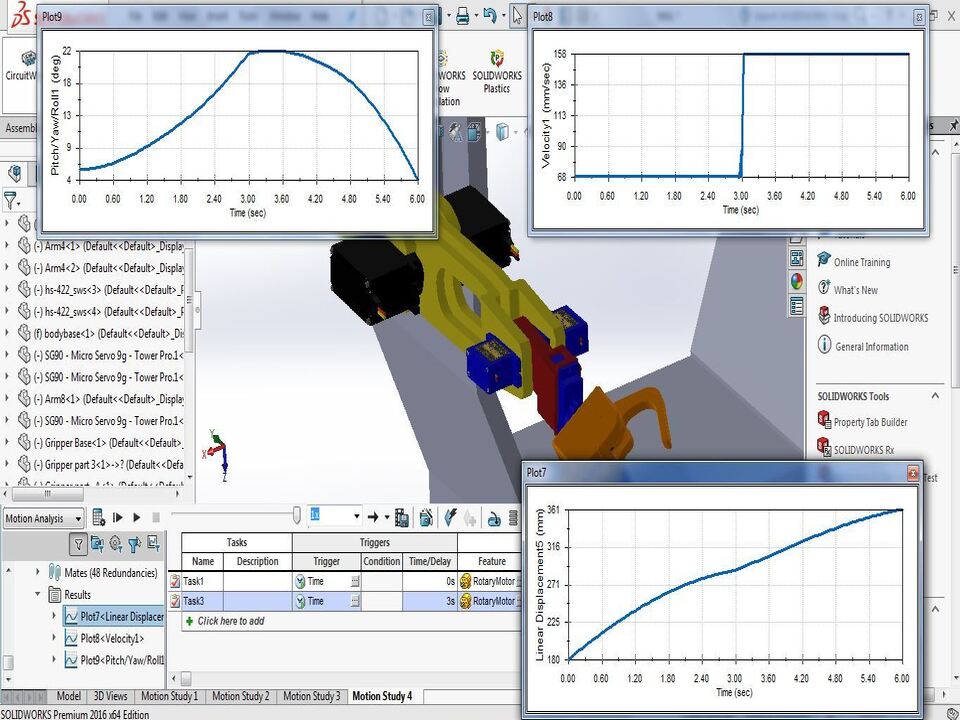 Plot9
Pitch/Yaw/Roll1 (deg)
22
18
13
9
4
0.00 0.60 1.20 1.80 2.40 3.00 3.60 4.20 4.80 5.40 6.00
Time (sec)
Plot8
Velocity1 (mm/sec)
158
136
113
90
68
0.00 0.60 1.20 1.80 2.40 3.00 3.60 4.20 4.80 5.40 6.00
Time (sec)
SOLIDWORKS
Plastics
(-) Arm4<1> (Default<<Default>_Display
(-) Arm4<2> (Default<<Default>_Display
(-) hs-422_sws<3> (Default<<Default>_
(-) hs-422_sws<4> (Default<<Default>_
(f) bodybase<1> (Default<<Default>_Dis
(-) SG90 - Micro Servo 9g - Tower Pro.1<
(-) SG90 - Micro Servo 9g - Tower Pro.1<
(-) Arm8<1> (Default<<Default>_Display
(-) SG90 - Micro Servo 9g - Tower Pro.1<
(-) Gripper Base<1> (Default<<Default>
(-) Gripper part 3<1>->? (Default<<Defa
Y
X
Z
Online Training
What's New
Introducing SOLIDWORKS
General Information
SOLIDWORKS Tools
Property Tab Builder
SOLIDWORKS Rx
Test
Plot7
Linear Displacement5 (mm)
361
316
271
225
180
0.00 0.60 1.20 1.80 2.40 3.00 3.60 4.20 4.80 5.40 6.00
Time (sec)
Motion Analysis
1x
Mates (48 Redundancies)
Results
Plot7<Linear Displacer
Plot8<Velocity1>
Plot9<Pitch/Yaw/Roll1
Tasks Triggers
Name Description Trigger Condition Time/Delay Feature
Task1 Time 0s RotaryMotor
Task3 Time 3s RotaryMotor
Click here to add
Model 3D Views Motion Study 1 Motion Study 2 Motion Study 3 Motion Study 4
SOLIDWORKS Premium 2016 x64 Edition